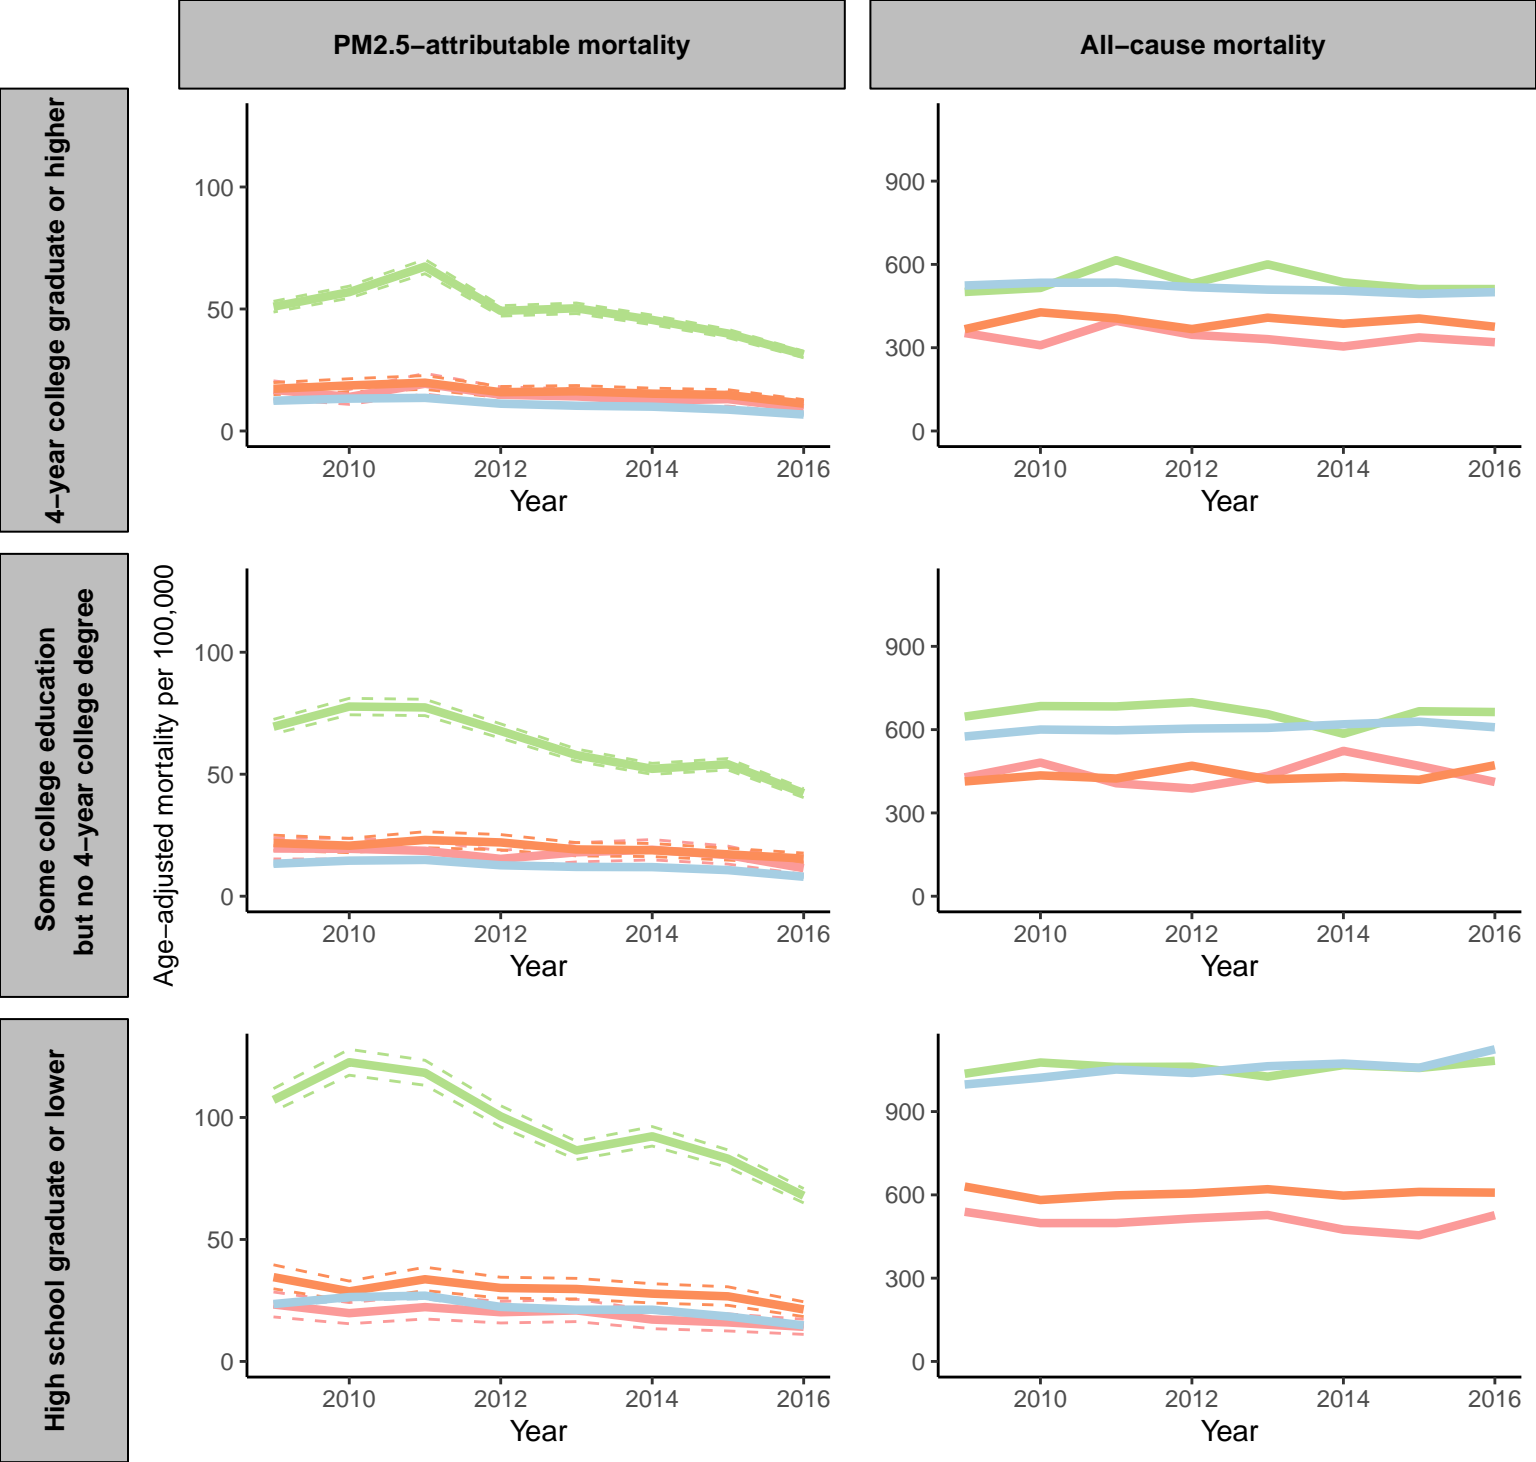 PM2.5−attributable mortality
All−cause mortality
4−year college graduate or higher
100
50
0
2010 2012 2014 2016
Year
900
600
300
0
2010 2012 2014 2016
Year
Some college education
but no 4−year college degree
Age−adjusted mortality per 100,000
100
50
0
2010 2012 2014 2016
Year
900
600
300
0
2010 2012 2014 2016
Year
High school graduate or lower
100
50
0
2010 2012 2014 2016
Year
900
600
300
0
2010 2012 2014 2016
Year